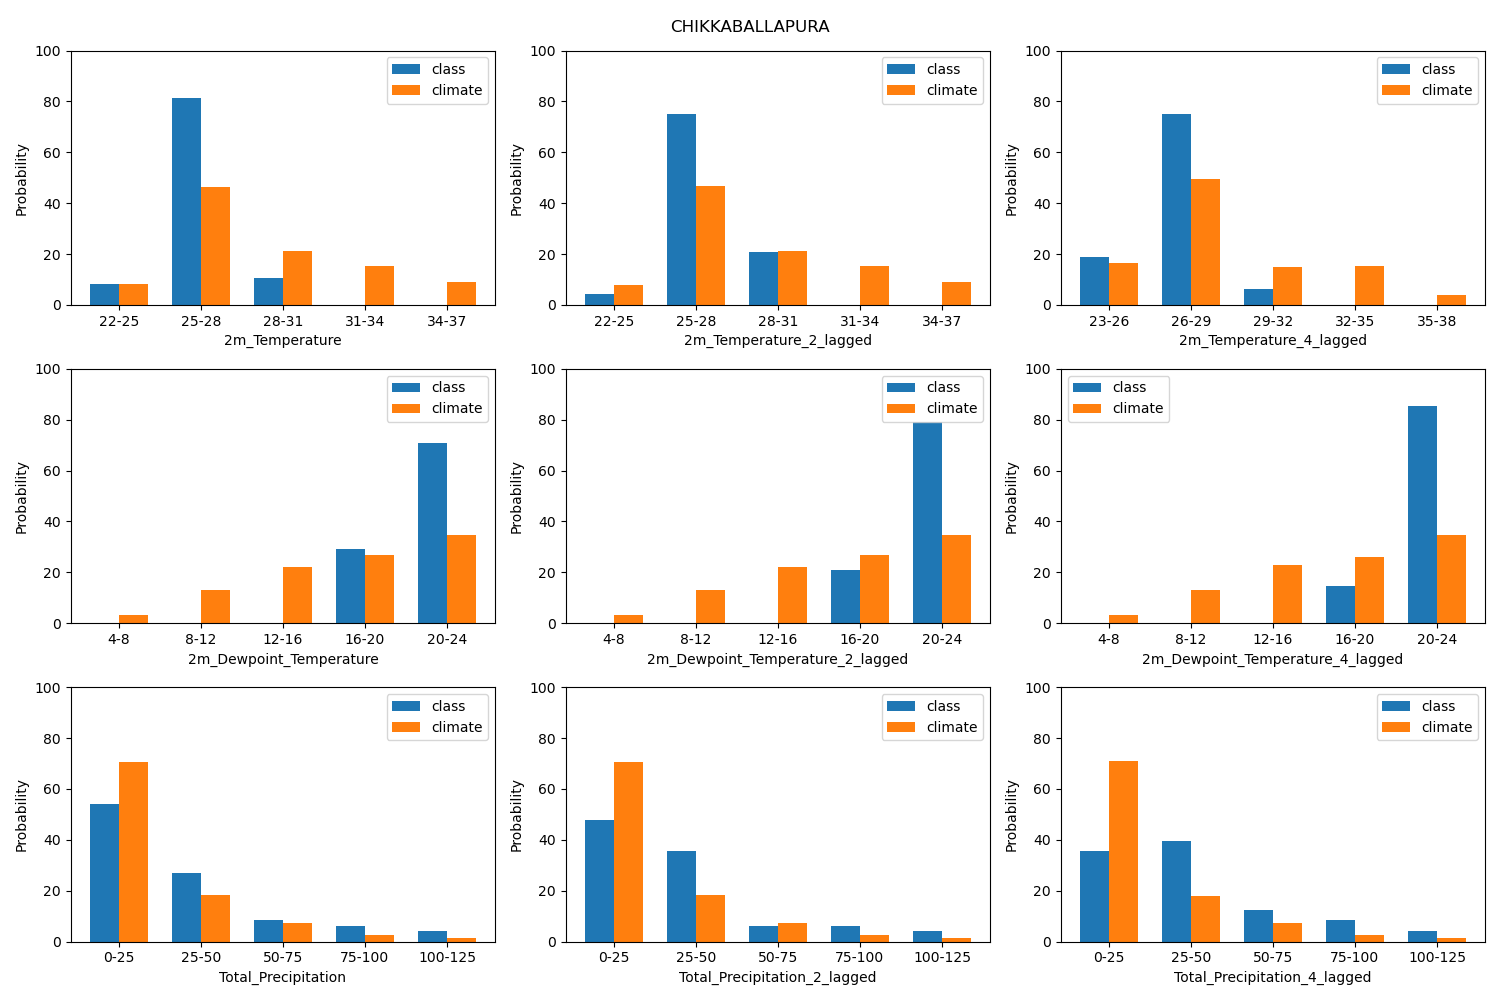 CHIKKABALLAPURA
100
80
60
40
20
0
Probability
class
climate
22-25 25-28 28-31 31-34 34-37
2m_Temperature
100
80
60
40
20
0
Probability
class
climate
22-25 25-28 28-31 31-34 34-37
2m_Temperature_2_lagged
100
80
60
40
20
0
Probability
class
climate
23-26 26-29 29-32 32-35 35-38
2m_Temperature_4_lagged
100
80
60
40
20
0
Probability
class
climate
4-8 8-12 12-16 16-20 20-24
2m_Dewpoint_Temperature
100
80
60
40
20
0
Probability
class
climate
4-8 8-12 12-16 16-20 20-24
2m_Dewpoint_Temperature_2_lagged
100
80
60
40
20
0
Probability
class
climate
4-8 8-12 12-16 16-20 20-24
2m_Dewpoint_Temperature_4_lagged
100
80
60
40
20
0
Probability
class
climate
0-25 25-50 50-75 75-100 100-125
Total_Precipitation
100
80
60
40
20
0
Probability
class
climate
0-25 25-50 50-75 75-100 100-125
Total_Precipitation_2_lagged
100
80
60
40
20
0
Probability
class
climate
0-25 25-50 50-75 75-100 100-125
Total_Precipitation_4_lagged